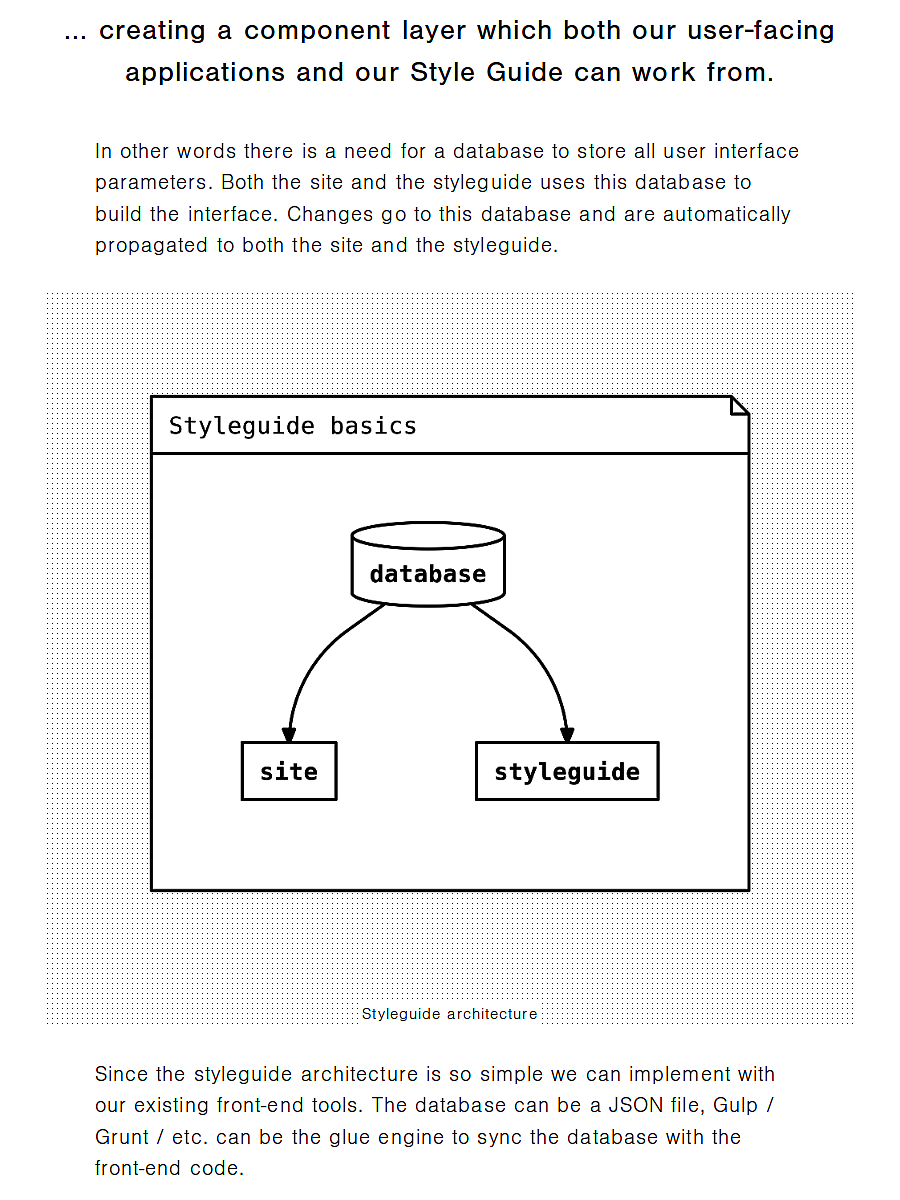 ... creating a component layer which both our user-facing
applications and our Style Guide can work from.
In other words there is a need for a database to store all user interface
parameters. Both the site and the styleguide uses this database to
build the interface. Changes go to this database and are automatically
propagated to both the site and the styleguide.
Styleguide basics
database
site
styleguide
Styleguide architecture
Since the styleguide architecture is so simple we can implement with
our existing front-end tools. The database can be a JSON file, Gulp /
Grunt / etc. can be the glue engine to sync the database with the
front-end code.